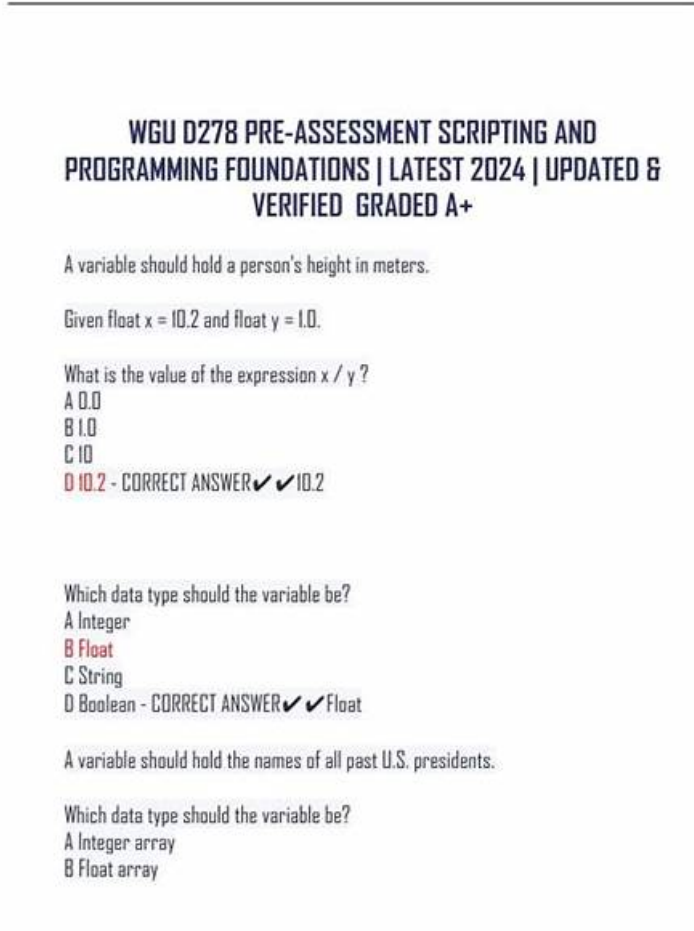 WGU D278 PRE-ASSESSMENT SCRIPTING AND
PROGRAMMING FOUNDATIONS | LATEST 2024 | UPDATED &
VERIFIED GRADED A+
A variable should hold a person's height in meters.
Given float x = 10.2 and float y = 1.0.
What is the value of the expression x / y ?
A 0.0
B 1.0
C 10
D 10.2 - CORRECT ANSWER✔✔10.2
Which data type should the variable be?
A Integer
B Float
C String
D Boolean - CORRECT ANSWER✔✔Float
A variable should hold the names of all past U.S. presidents.
Which data type should the variable be?
A Integer array
B Float array